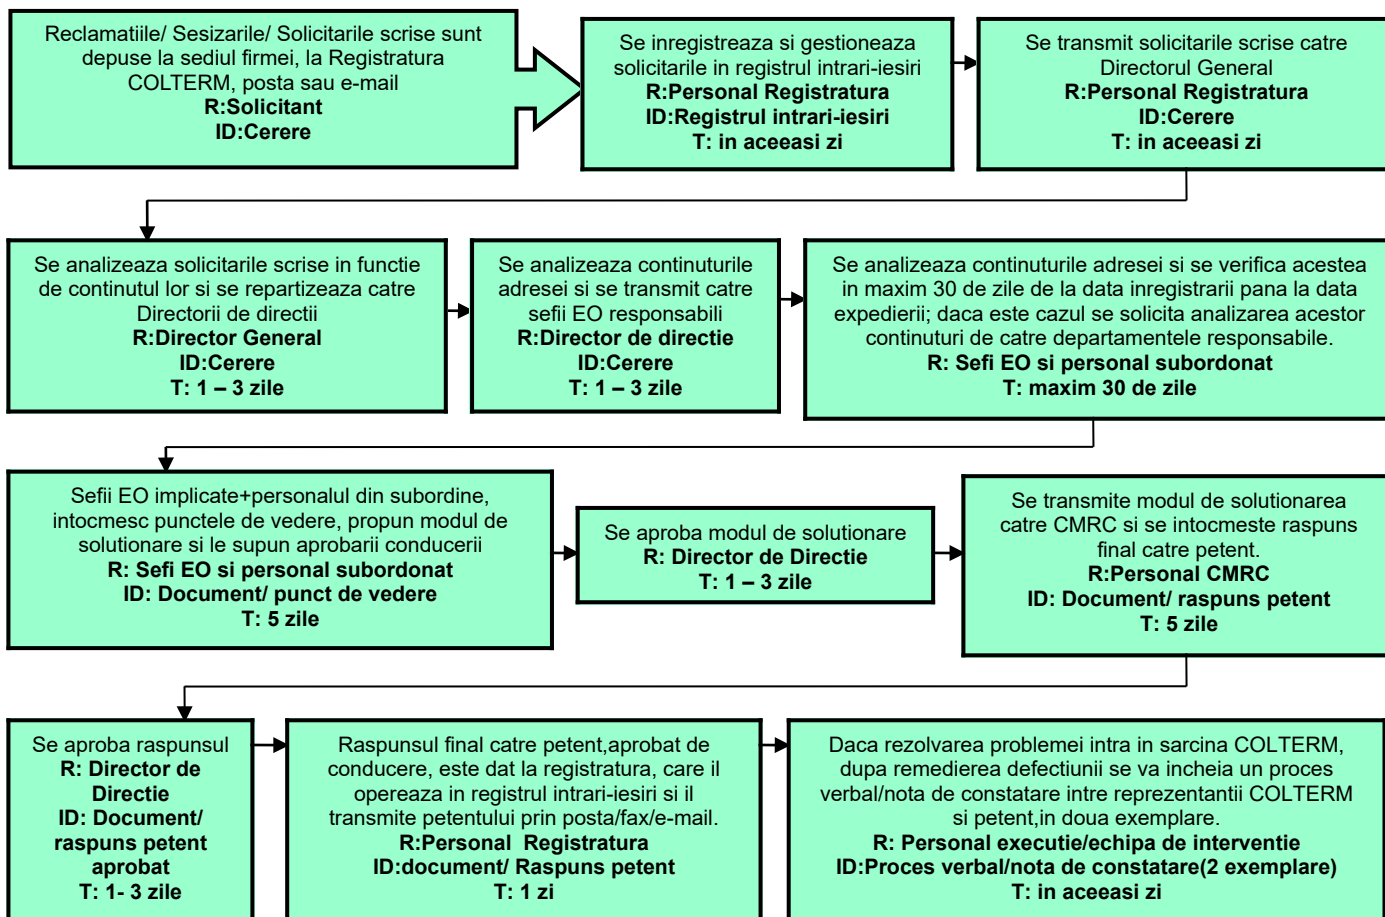 Reclamatiile/ Sesizarile/ Solicitarile scrise sunt
depuse la sediul firmei, la Registratura
COLTERM, posta sau e-mail
R:Solicitant
ID:Cerere
Se inregistreaza si gestioneaza
solicitarile in registrul intrari-iesiri
R:Personal Registratura
ID:Registrul intrari-iesiri
T: in aceeasi zi
Se transmit solicitarile scrise catre
Directorul General
R:Personal Registratura
ID:Cerere
T: in aceeasi zi
Se analizeaza solicitarile scrise in functie
de continutul lor si se repartizeaza catre
Directorii de directii
R:Director General
ID:Cerere
T: 1 – 3 zile
Se analizeaza continuturile
adresei si se transmit catre
sefii EO responsabili
R:Director de directie
ID:Cerere
T: 1 – 3 zile
Se analizeaza continuturile adresei si se verifica acestea
in maxim 30 de zile de la data inregistrarii pana la data
expedierii; daca este cazul se solicita analizarea acestor
continuturi de catre departamentele responsabile.
R: Sefi EO si personal subordonat
T: maxim 30 de zile
Sefii EO implicate+personalul din subordine,
intocmesc punctele de vedere, propun modul de
solutionare si le supun aprobarii conducerii
R: Sefi EO si personal subordonat
ID: Document/ punct de vedere
T: 5 zile
Se aproba modul de solutionare
R: Director de Directie
T: 1 – 3 zile
Se transmite modul de solutionarea
catre CMRC si se intocmeste raspuns
final catre petent.
R:Personal CMRC
ID: Document/ raspuns petent
T: 5 zile
Se aproba raspunsul
R: Director de
Directie
ID: Document/
raspuns petent
aprobat
T: 1- 3 zile
Raspunsul final catre petent,aprobat de
conducere, este dat la registratura, care il
opereaza in registrul intrari-iesiri si il
transmite petentului prin posta/fax/e-mail.
R:Personal Registratura
ID:document/ Raspuns petent
T: 1 zi
Daca rezolvarea problemei intra in sarcina COLTERM,
dupa remedierea defectiunii se va incheia un proces
verbal/nota de constatare intre reprezentantii COLTERM
si petent,in doua exemplare.
R: Personal executie/echipa de interventie
ID:Proces verbal/nota de constatare(2 exemplare)
T: in aceeasi zi